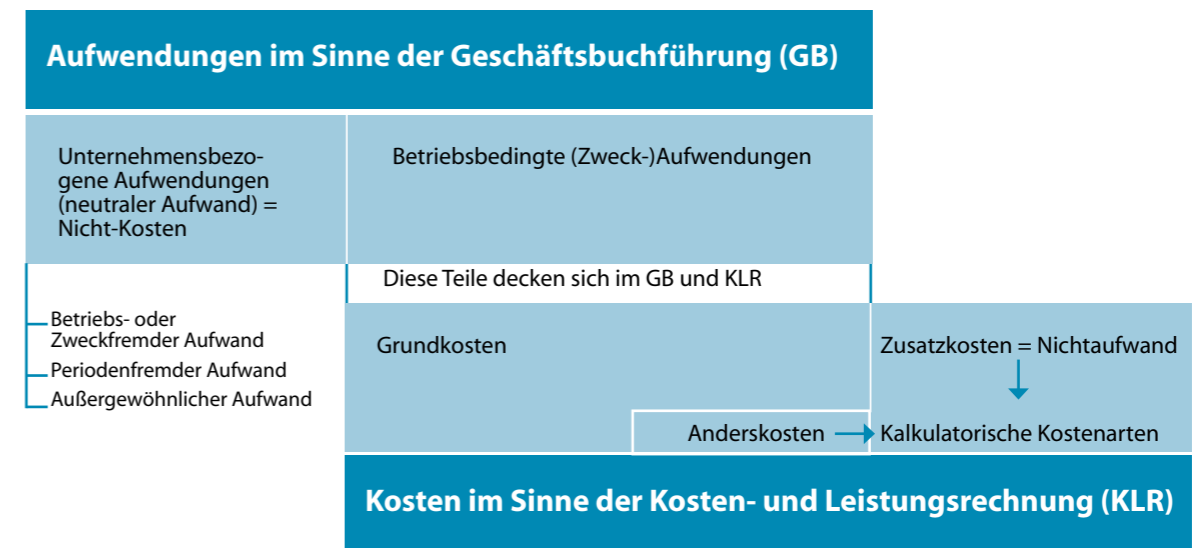 Aufwendungen im Sinne der Geschäftsbuchführung (GB)
Unternehmensbezo-
gene Aufwendungen
(neutraler Aufwand) =
Nicht-Kosten
Betriebsbedingte (Zweck-)Aufwendungen
Diese Teile decken sich im GB und KLR
Betriebs- oder
Zweckfremder Aufwand
Periodenfremder Aufwand
Außergewöhnlicher Aufwand
Grundkosten
Zusatzkosten = Nichtaufwand
Anderskosten
Kalkulatorische Kostenarten
Kosten im Sinne der Kosten- und Leistungsrechnung (KLR)